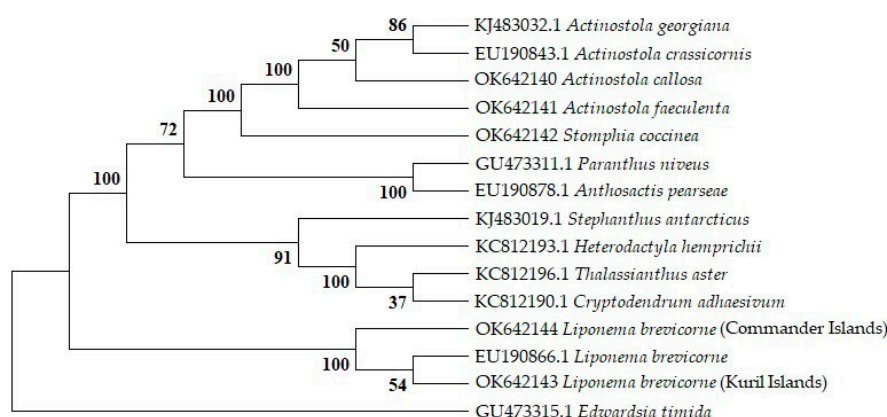 86
KJ483032.1 Actinostola georgiana
50
EU190843.1 Actinostola crassicornis
100
OK642140 Actinostola callosa
100
OK642141 Actinostola faeculenta
72
OK642142 Stomphia coccinea
100
GU473311.1 Paranthus niveus
100
EU190878.1 Anthosactis pearseae
KJ483019.1 Stephanthus antarcticus
91
KC812193.1 Heterodactyla hemprichii
100
KC812196.1 Thalassianthus aster
37
KC812190.1 Cryptodendrum adhaesivum
OK642144 Liponema brevicorne (Commander Islands)
100
EU190866.1 Liponema brevicorne
54
OK642143 Liponema brevicorne (Kuril Islands)
GU473315.1 Edwardsia timida